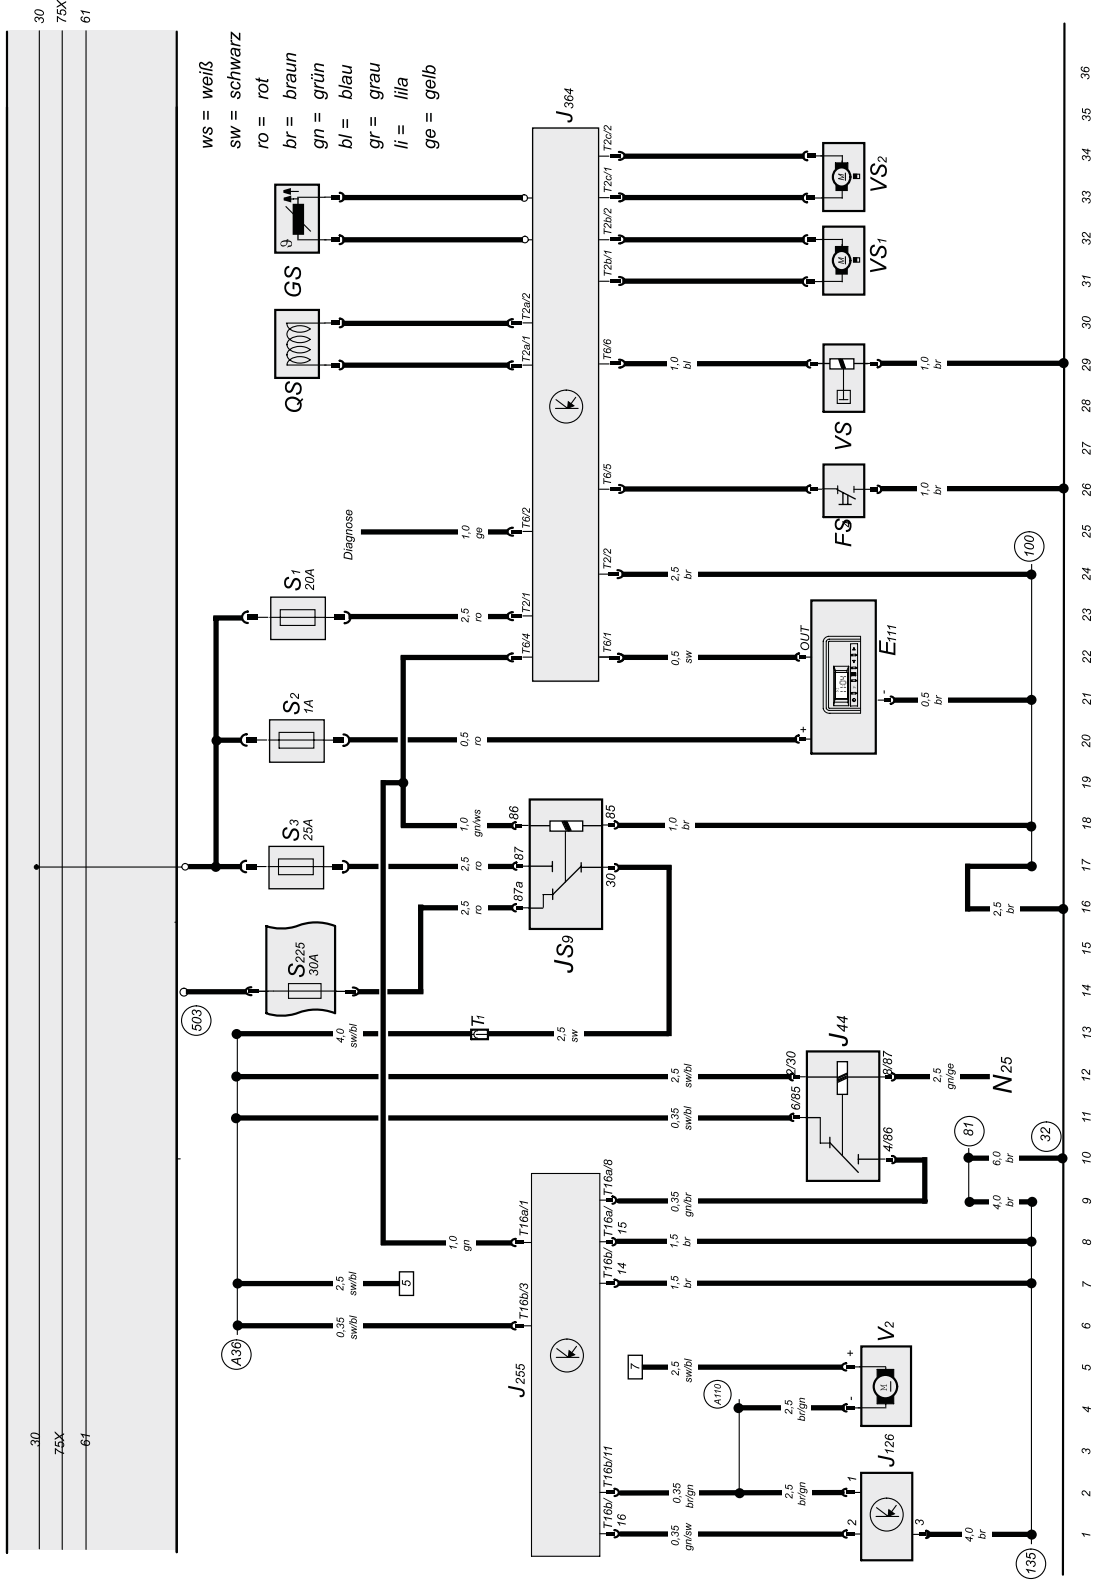 30
75X
61
30
75X
61
ws = weiß
sw = schwarz
ro = rot
br = braun
gn = grün
bl = blau
gr = grau
li = lila
ge = gelb
503
S225
30A
S3
25A
S2
1A
S1
20A
QS
GS
Diagnose
A36
0,35
sw/bl
2,5
sw/bl
5
4,0
sw/bl
T1
2,5
sw
1,0
gn
2,5
ro
2,5
ro
1,0
gn/ws
0,5
ro
2,5
ro
1,0
ge
87a
87
86
30
85
JS9
T6/4
T2/1
T6/2
T2a/1
T2a/2
J364
T6/1
T2/2
T6/5
T6/6
T2b/1
T2b/2
T2c/1
T2c/2
T16b/3
T16a/1
J255
T16b/
16
T16b/11
T16b/
14
T16a/
15
T16a/8
0,35
gn/sw
0,35
br/gn
2,5
br/gn
A110
2,5
br/gn
7
2,5
sw/bl
1,5
br
1,5
br
0,35
gn/br
0,35
sw/bl
2,5
sw/bl
1,0
br
0,5
sw
2,5
br
1,0
bl
2
1
3
J126
-
+
M
V2
6/85
2/30
4/86
8/87
J44
2,5
gn/ge
N25
+
OUT
-
E111
0,5
br
FS
VS
M
VS1
M
VS2
1,0
br
1,0
br
4,0
br
135
81
4,0
br
6,0
br
32
2,5
br
100
1
2
3
4
5
6
7
8
9
10
11
12
13
14
15
16
17
18
19
20
21
22
23
24
25
26
27
28
29
30
31
32
33
34
35
36